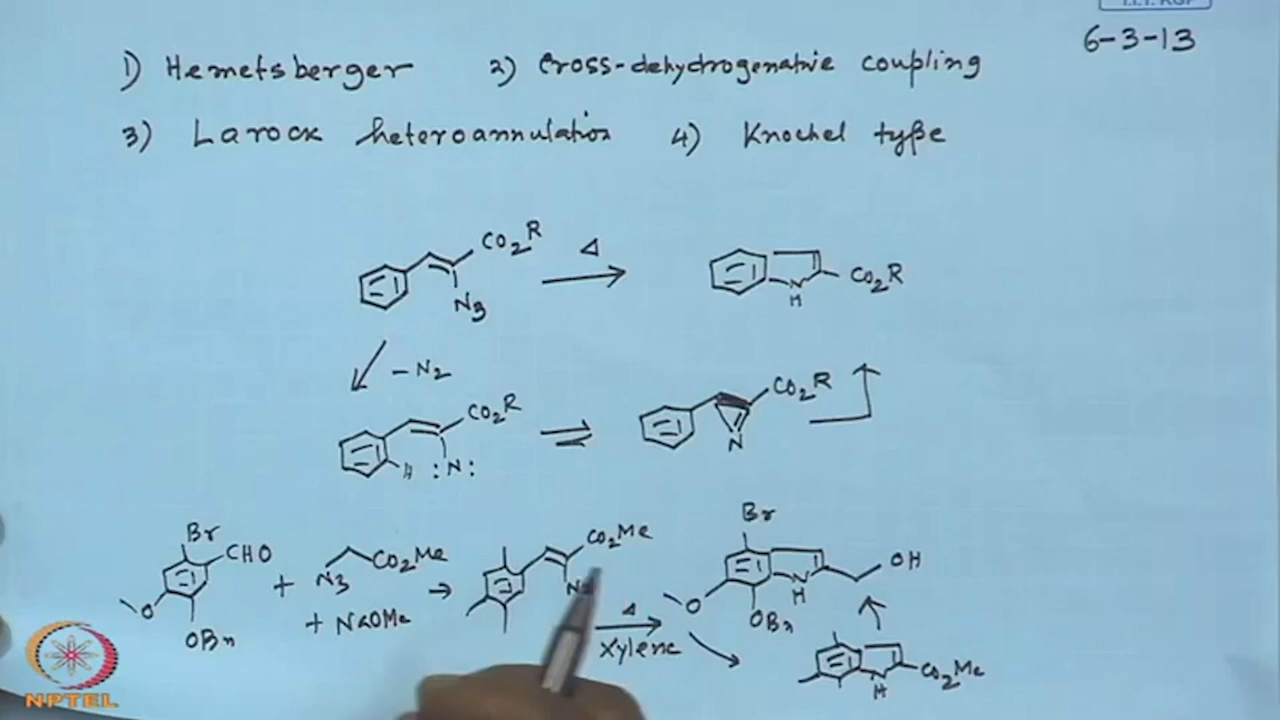 I.I.T. KGP
6-3-13
1) Hemetsberger 2) Cross-dehydrogenative coupling
3) Larock heteroannulation 4) Knochel type
CO2R
Δ
N3
N
H
CO2R
-N2
CO2R
CO2R
H :N:
N
Br
CHO
N3
CO2Me
+
+ NaOMe
O
OBn
CO2Me
N
Δ
Xylene
Br
OH
N
H
O
OBn
N
H
CO2Me
NPTEL